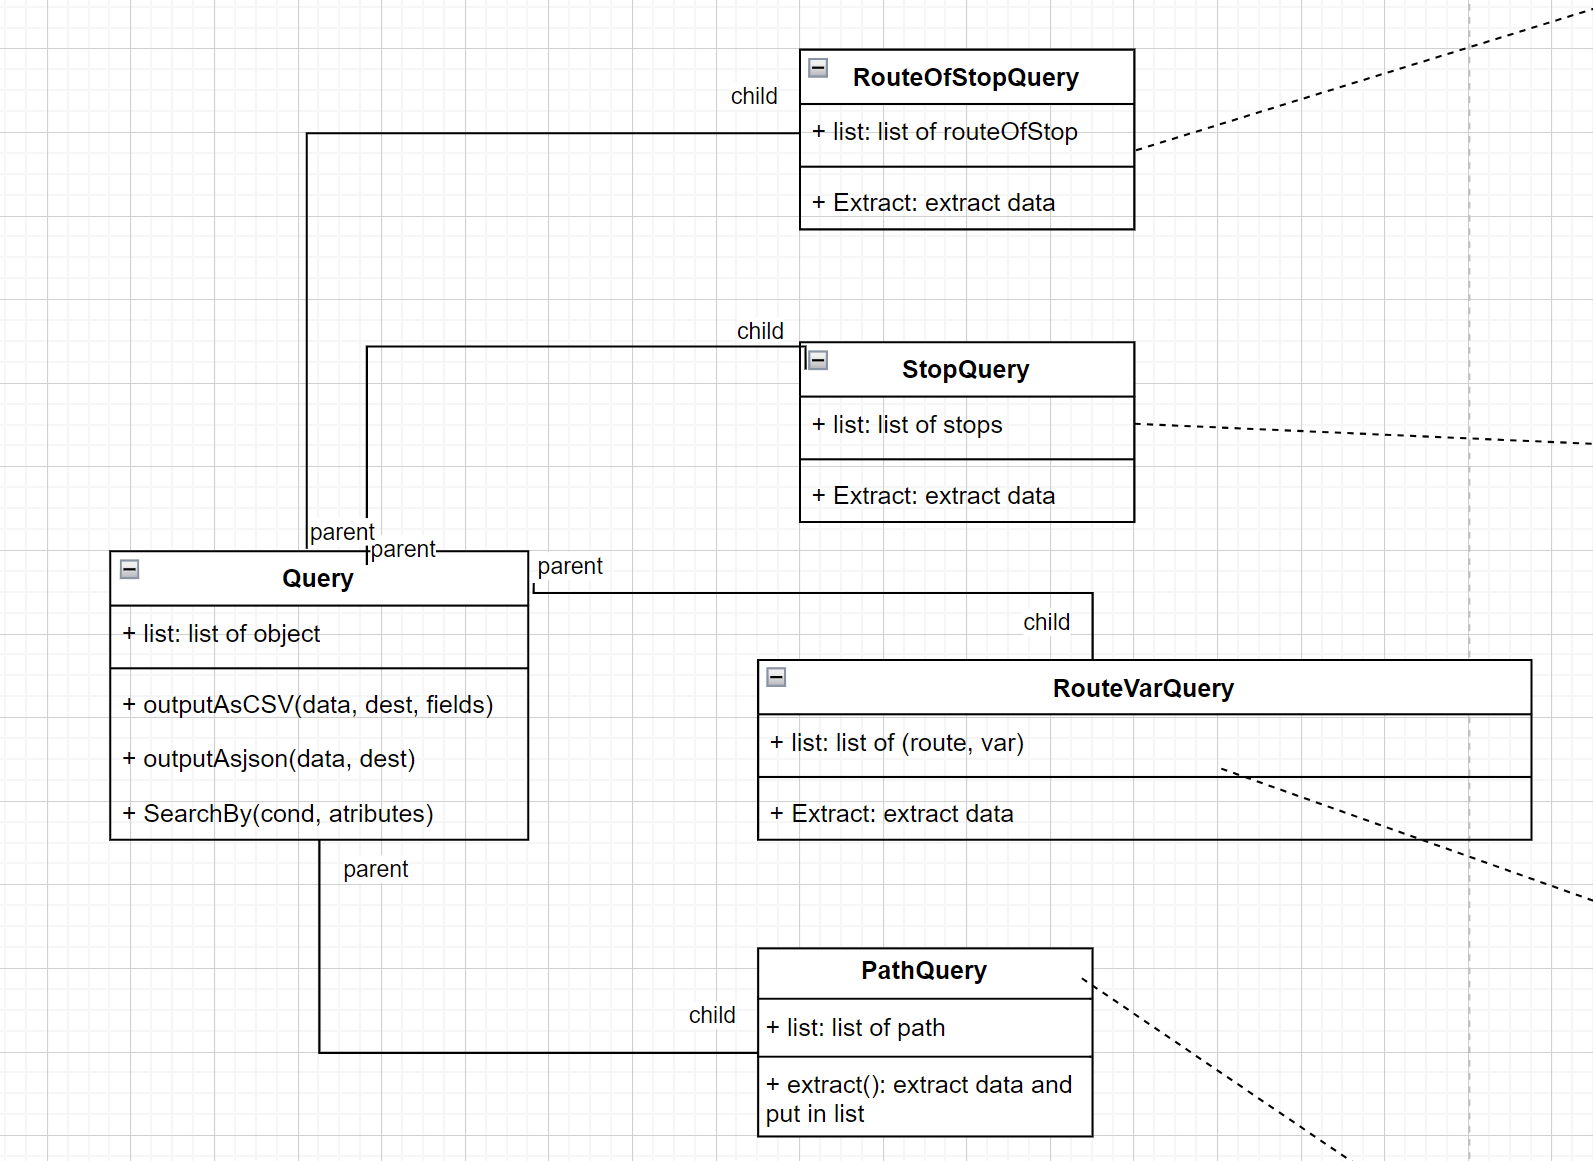 RouteOfStopQuery
child
+ list: list of routeOfStop
+ Extract: extract data
child
StopQuery
+ list: list of stops
+ Extract: extract data
parent
parent
Query
parent
+ list: list of object
child
+ outputAsCSV(data, dest, fields)
+ outputAsjson(data, dest)
+ SearchBy(cond, atributes)
RouteVarQuery
+ list: list of (route, var)
+ Extract: extract data
parent
PathQuery
child
+ list: list of path
+ extract(): extract data and
put in list